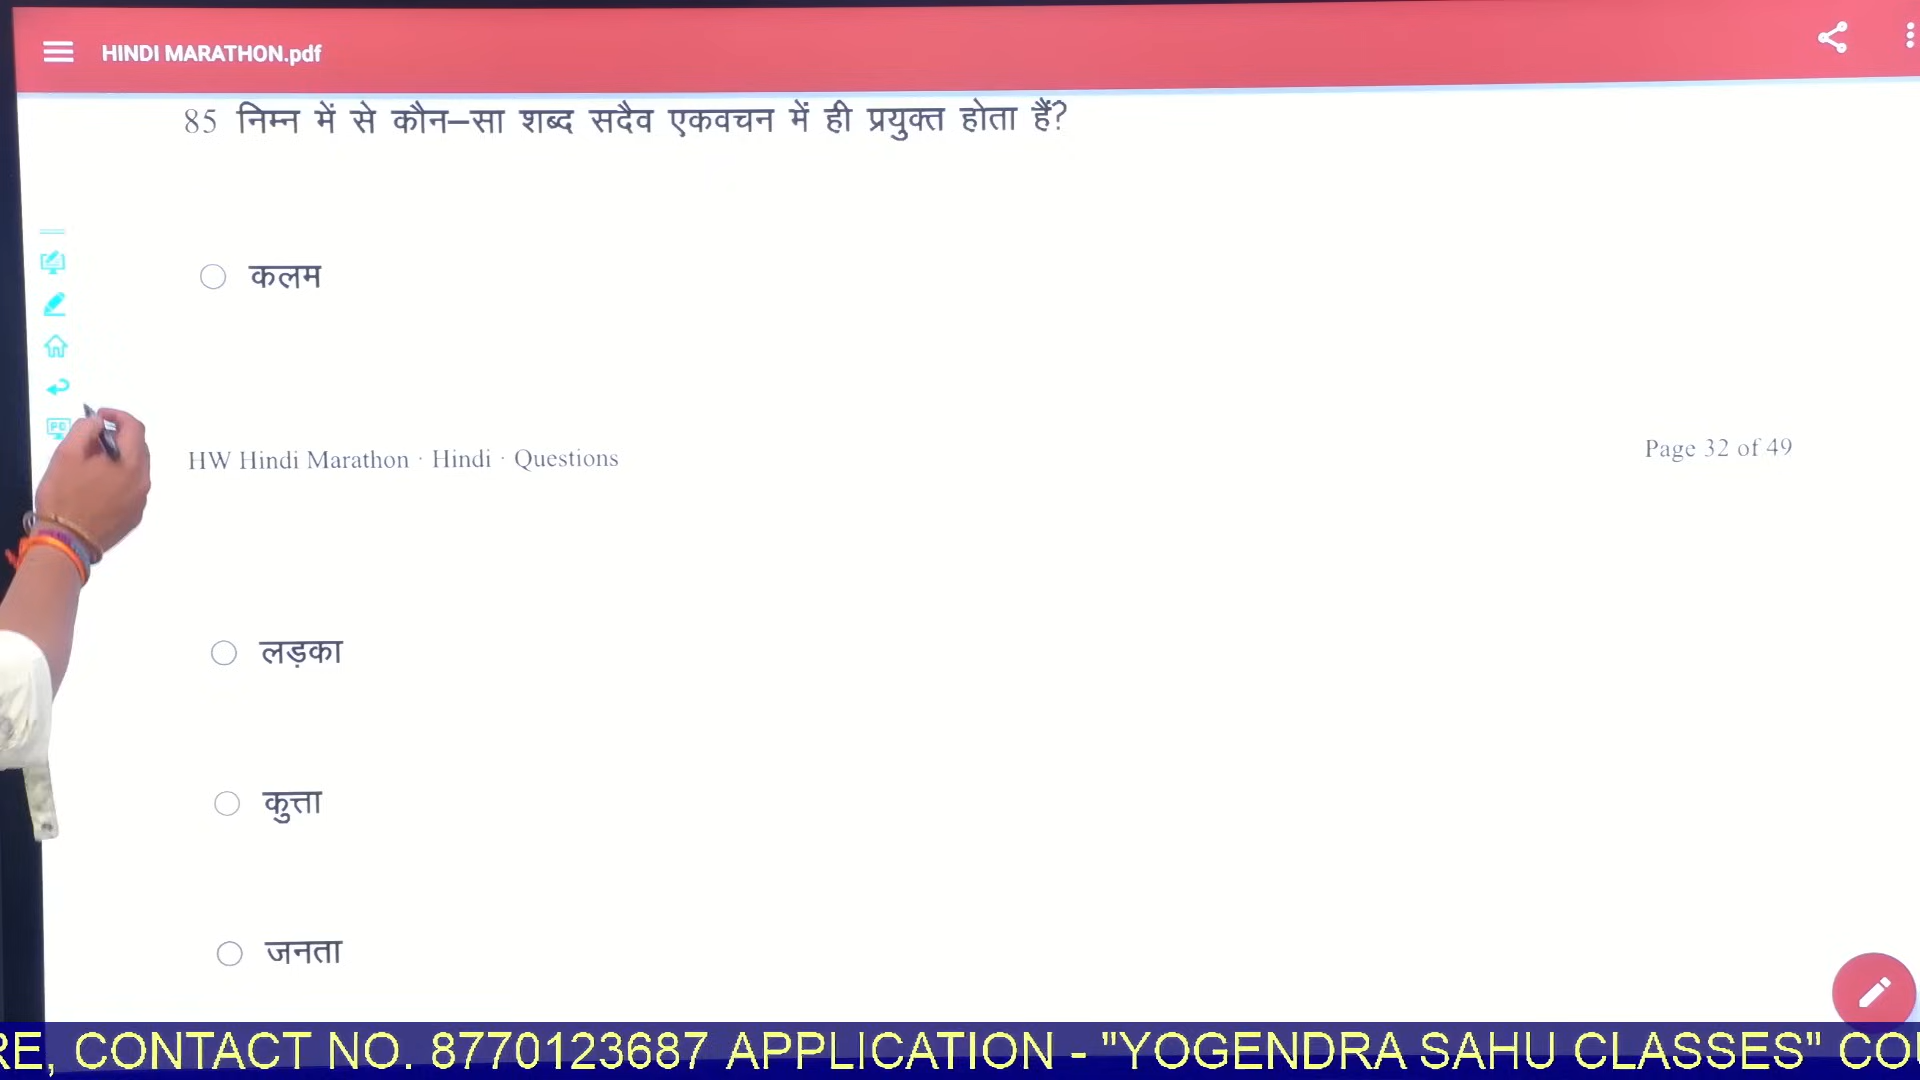 HINDI MARATHON.pdf
85 निम्न में से कौन–सा शब्द सदैव एकवचन में ही प्रयुक्त होता हैं?
कलम
PC
HW Hindi Marathon · Hindi · Questions
Page 32 of 49
लड़का
कुत्ता
जनता
RE, CONTACT NO. 8770123687 APPLICATION - "YOGENDRA SAHU CLASSES" CO